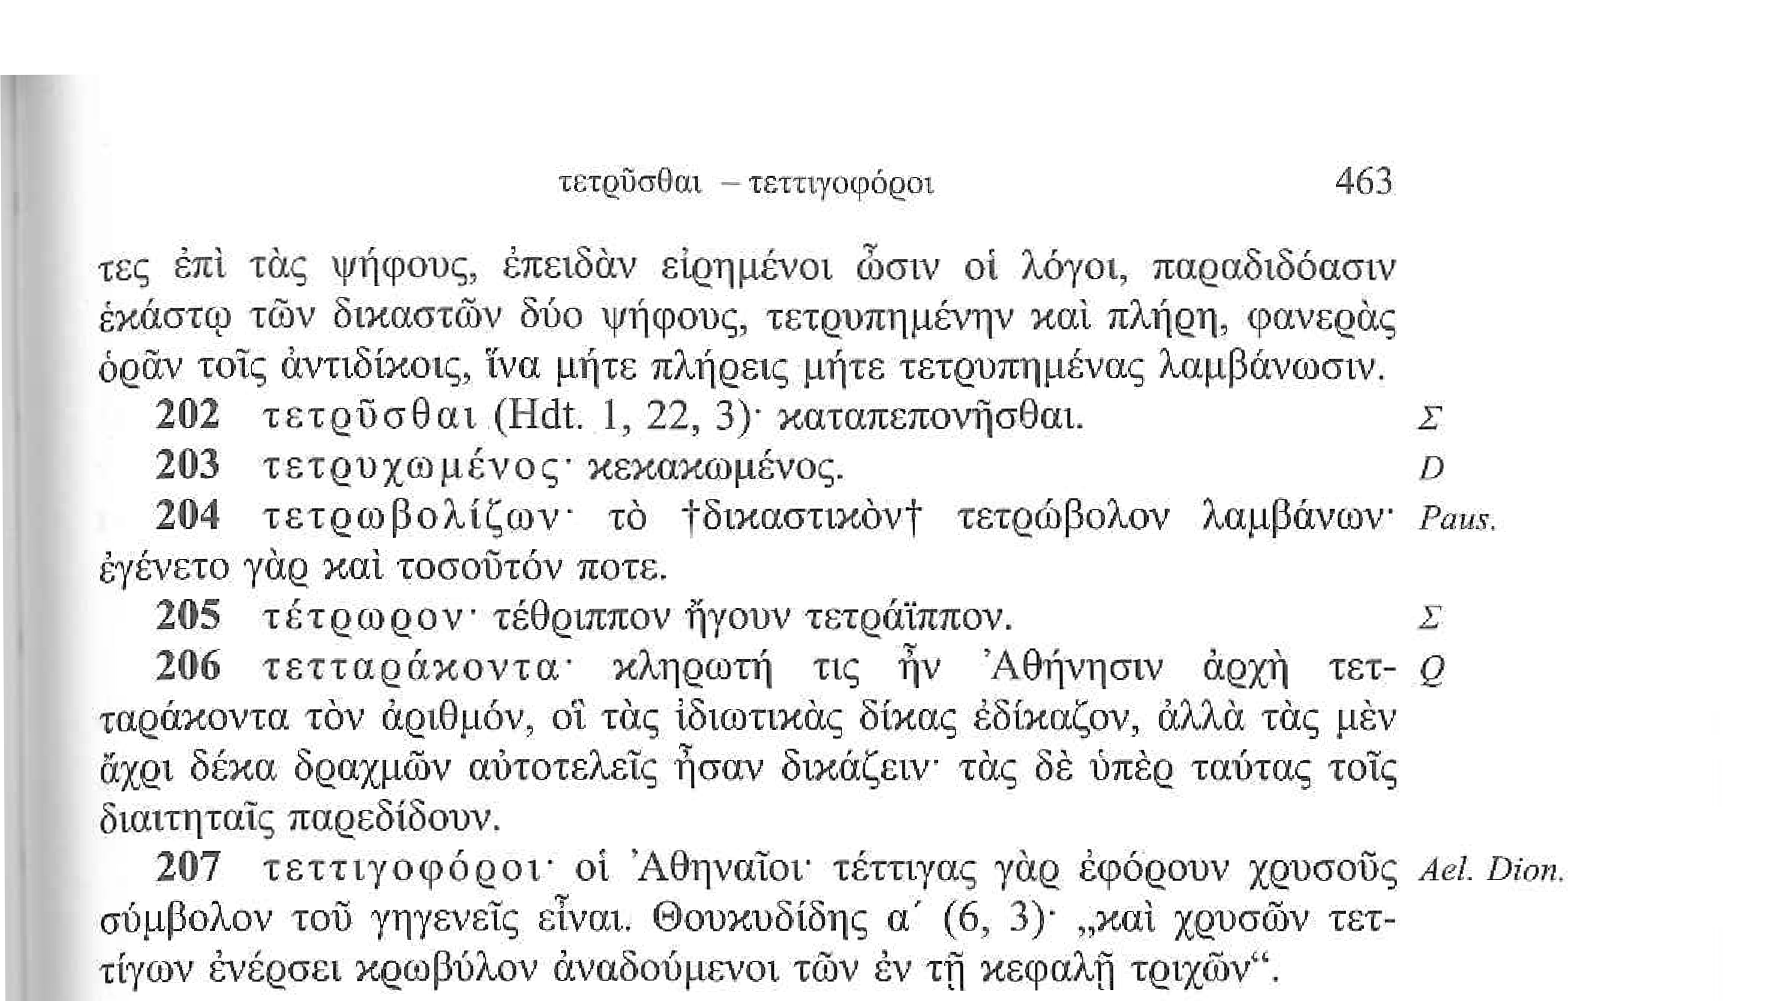 τετρῦσθαι – τεττιγοφόροι 463
τες ἐπὶ τὰς ψήφους, ἐπειδὰν εἰρημένοι ὦσιν οἱ λόγοι, παραδιδόασιν
ἑκάστῳ τῶν δικαστῶν δύο ψήφους, τετρυπημένην καὶ πλήρη, φανερὰς
ὁρᾶν τοῖς ἀντιδίκοις, ἵνα μήτε πλήρεις μήτε τετρυπημένας λαμβάνωσιν.
202 τετρῦσθαι (Hdt. 1, 22, 3)· καταπεπονῆσθαι. Σ
203 τετρυχωμένος· κεκακωμένος. D
204 τετρωβολίζων· τὸ †δικαστικὸν† τετρώβολον λαμβάνων· Paus.
ἐγένετο γὰρ καὶ τοσοῦτόν ποτε.
205 τέτρωρον· τέθριππον ἤγουν τετράϊππον. Σ
206 τετταράκοντα· κληρωτή τις ἦν Ἀθήνησιν ἀρχὴ τετ- Q
ταράκοντα τὸν ἀριθμόν, οἳ τὰς ἰδιωτικὰς δίκας ἐδίκαζον, ἀλλὰ τὰς μὲν
ἄχρι δέκα δραχμῶν αὐτοτελεῖς ἦσαν δικάζειν· τὰς δὲ ὑπὲρ ταύτας τοῖς
διαιτηταῖς παρεδίδουν.
207 τεττιγοφόροι· οἱ Ἀθηναῖοι· τέττιγας γὰρ ἐφόρουν χρυσοῦς Ael. Dion.
σύμβολον τοῦ γηγενεῖς εἶναι. Θουκυδίδης α´ (6, 3)· „καὶ χρυσῶν τετ-
τίγων ἐνέρσει κρωβύλον ἀναδούμενοι τῶν ἐν τῇ κεφαλῇ τριχῶν“.